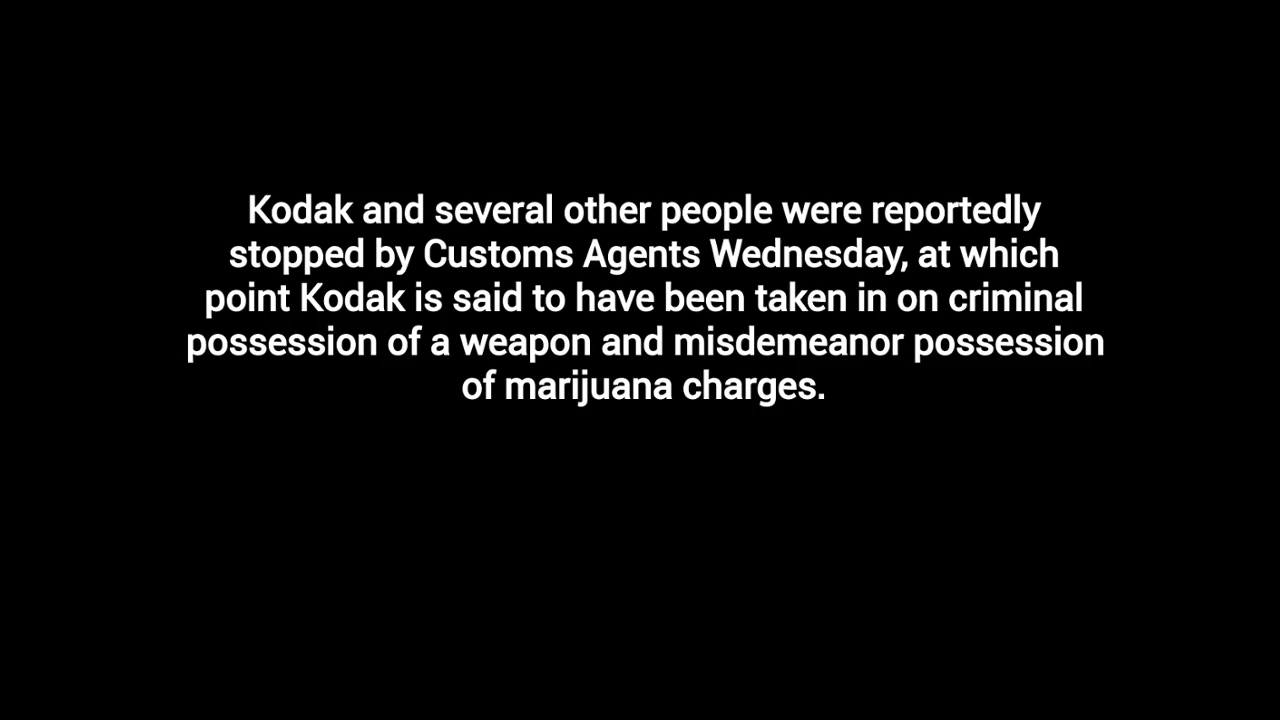 Kodak and several other people were reportedly
stopped by Customs Agents Wednesday, at which
point Kodak is said to have been taken in on criminal
possession of a weapon and misdemeanor possession
of marijuana charges.